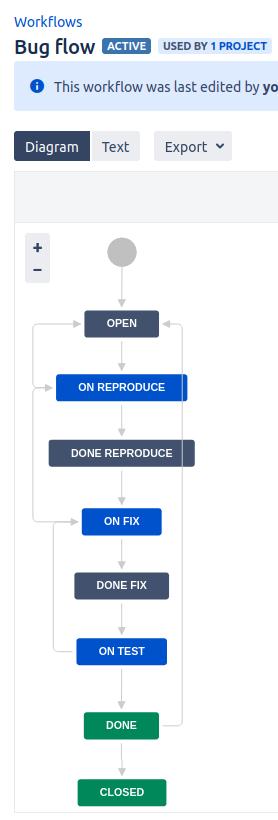 Workflows
Bug flow ACTIVE USED BY 1 PROJECT
This workflow was last edited by
Diagram Text Export
+
−
OPEN
ON REPRODUCE
DONE REPRODUCE
ON FIX
DONE FIX
ON TEST
DONE
CLOSED